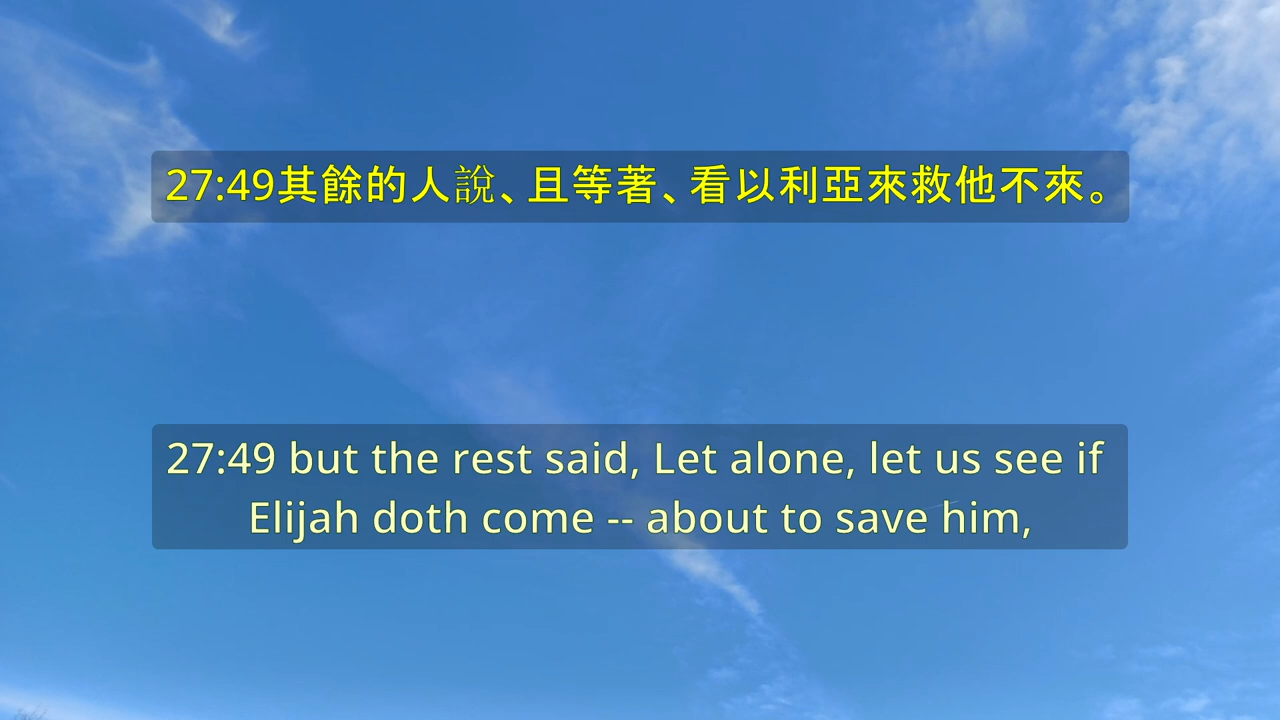 27:49其餘的人說、且等著、看以利亞來救他不來。
27:49 but the rest said, Let alone, let us see if
Elijah doth come -- about to save him,